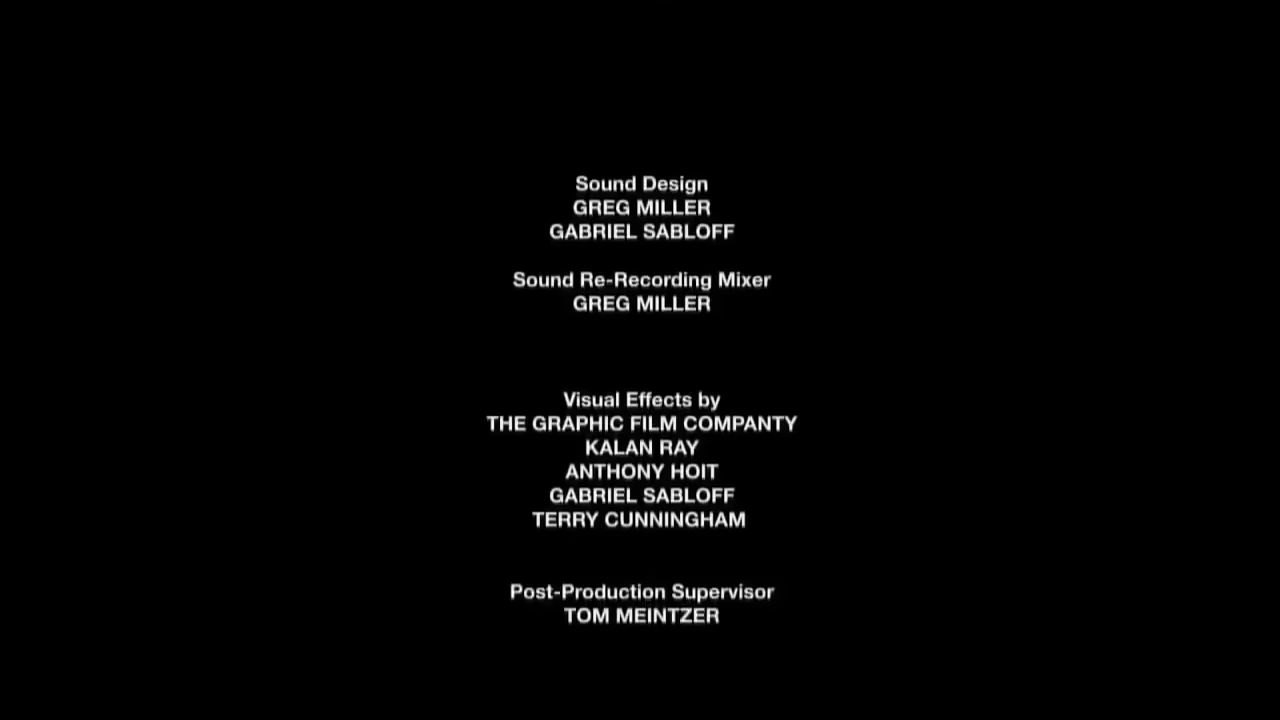 Sound Design
GREG MILLER
GABRIEL SABLOFF
Sound Re-Recording Mixer
GREG MILLER
Visual Effects by
THE GRAPHIC FILM COMPANTY
KALAN RAY
ANTHONY HOIT
GABRIEL SABLOFF
TERRY CUNNINGHAM
Post-Production Supervisor
TOM MEINTZER